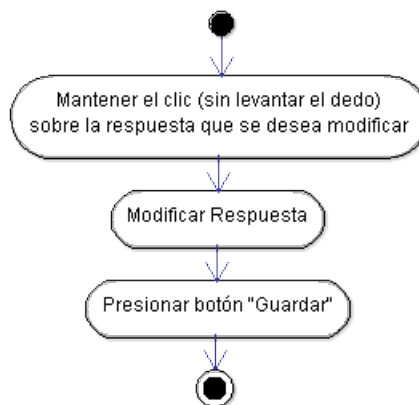 Mantener el clic (sin levantar el dedo)
sobre la respuesta que se desea modificar
Modificar Respuesta
Presionar botón "Guardar"